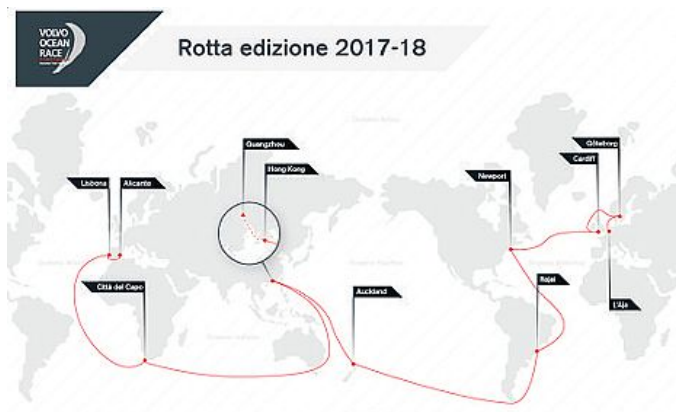 VOLVO
OCEAN
RACE
Rotta edizione 2017-18
Guangzhou
Hong Kong
Lisbona
Alicante
Newport
Göteborg
Cardiff
Città del Capo
Auckland
Itajaí
L'Aja